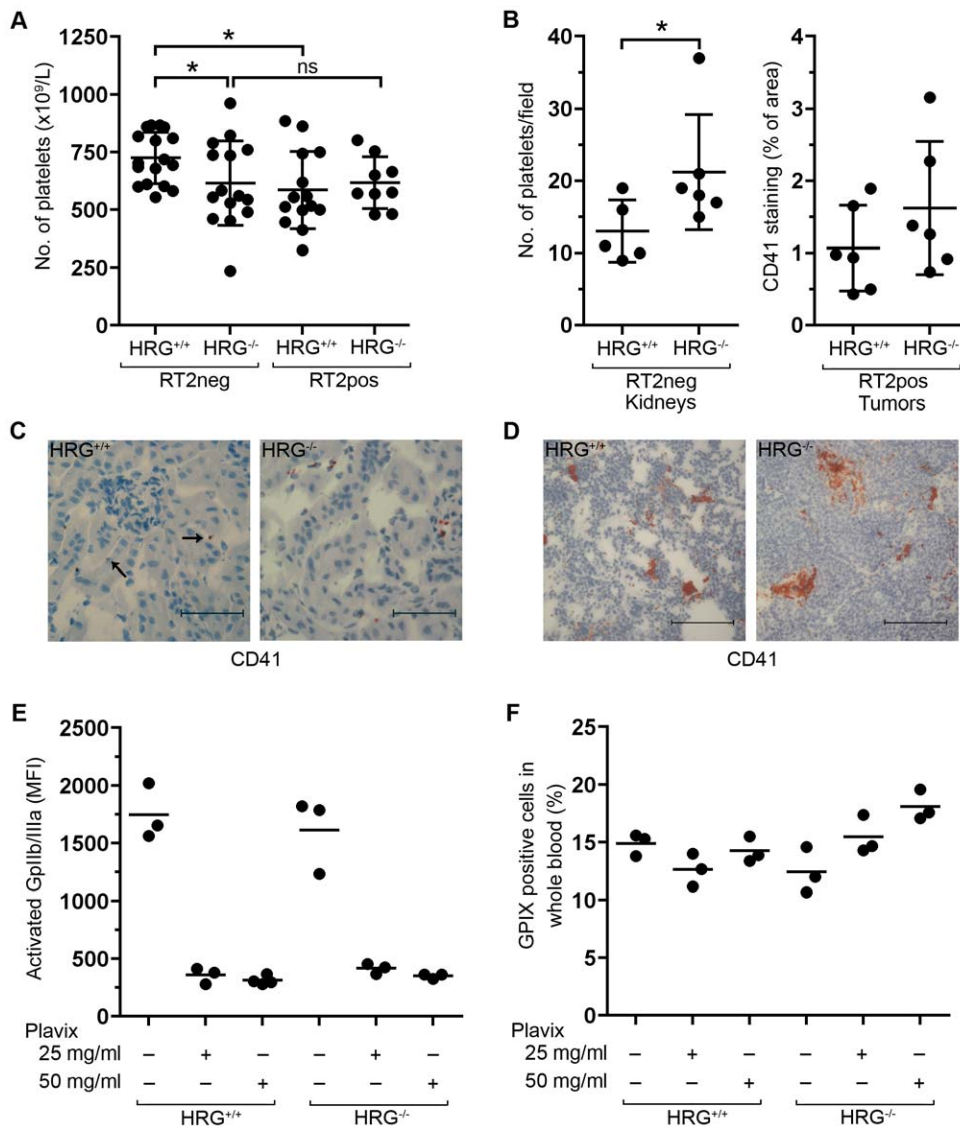 A
No. of platelets (x10⁹/L)
1250
1000
750
500
250
0
*
*
ns
HRG+/+ HRG-/- HRG+/+ HRG-/-
RT2neg RT2pos
B
No. of platelets/field
40
30
20
10
0
*
HRG+/+ HRG-/-
RT2neg
Kidneys
CD41 staining (% of area)
4
3
2
1
0
HRG+/+ HRG-/-
RT2pos
Tumors
C
HRG+/+ HRG-/-
CD41
D
HRG+/+ HRG-/-
CD41
E
Activated GpIIb/IIIa (MFI)
2500
2000
1500
1000
500
0
Plavix
25 mg/ml – + – – + –
50 mg/ml – – + – – +
HRG+/+ HRG-/-
F
GPIX positive cells in
whole blood (%)
25
20
15
10
5
0
Plavix
25 mg/ml – + – – + –
50 mg/ml – – + – – +
HRG+/+ HRG-/-